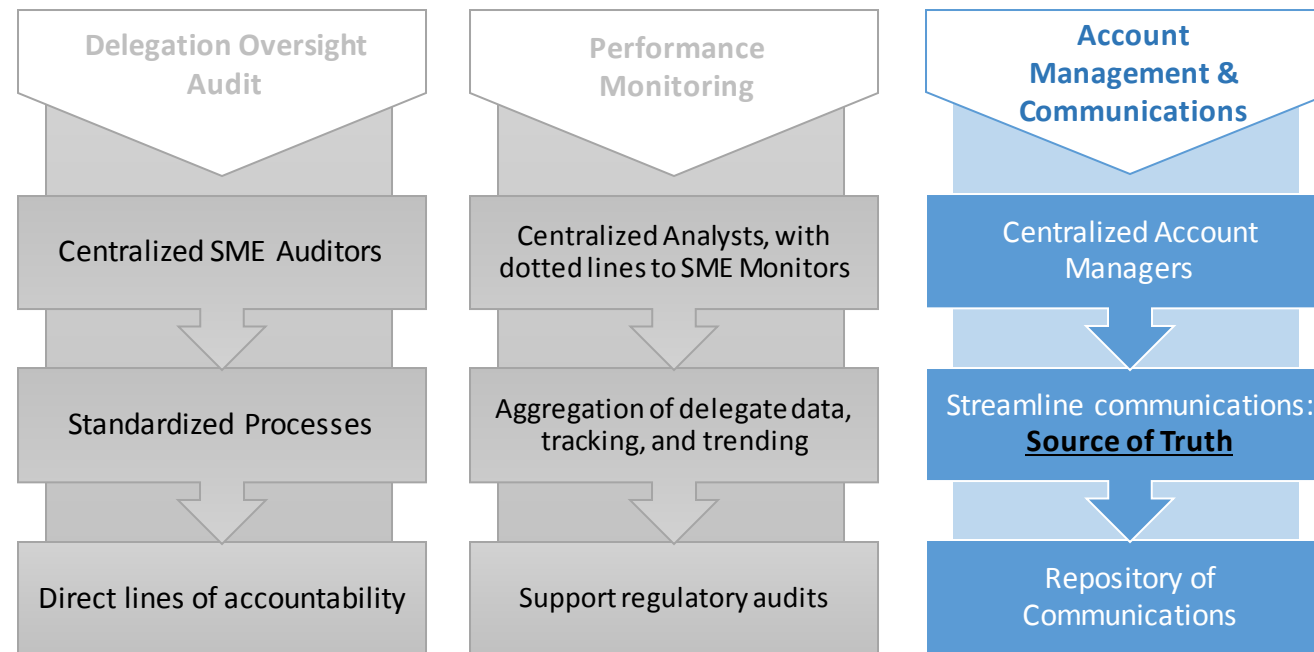 Delegation Oversight
Audit
Centralized SME Auditors
Standardized Processes
Direct lines of accountability
Performance
Monitoring
Centralized Analysts, with
dotted lines to SME Monitors
Aggregation of delegate data,
tracking, and trending
Support regulatory audits
Account
Management &
Communications
Centralized Account
Managers
Streamline communications:
Source of Truth
Repository of
Communications